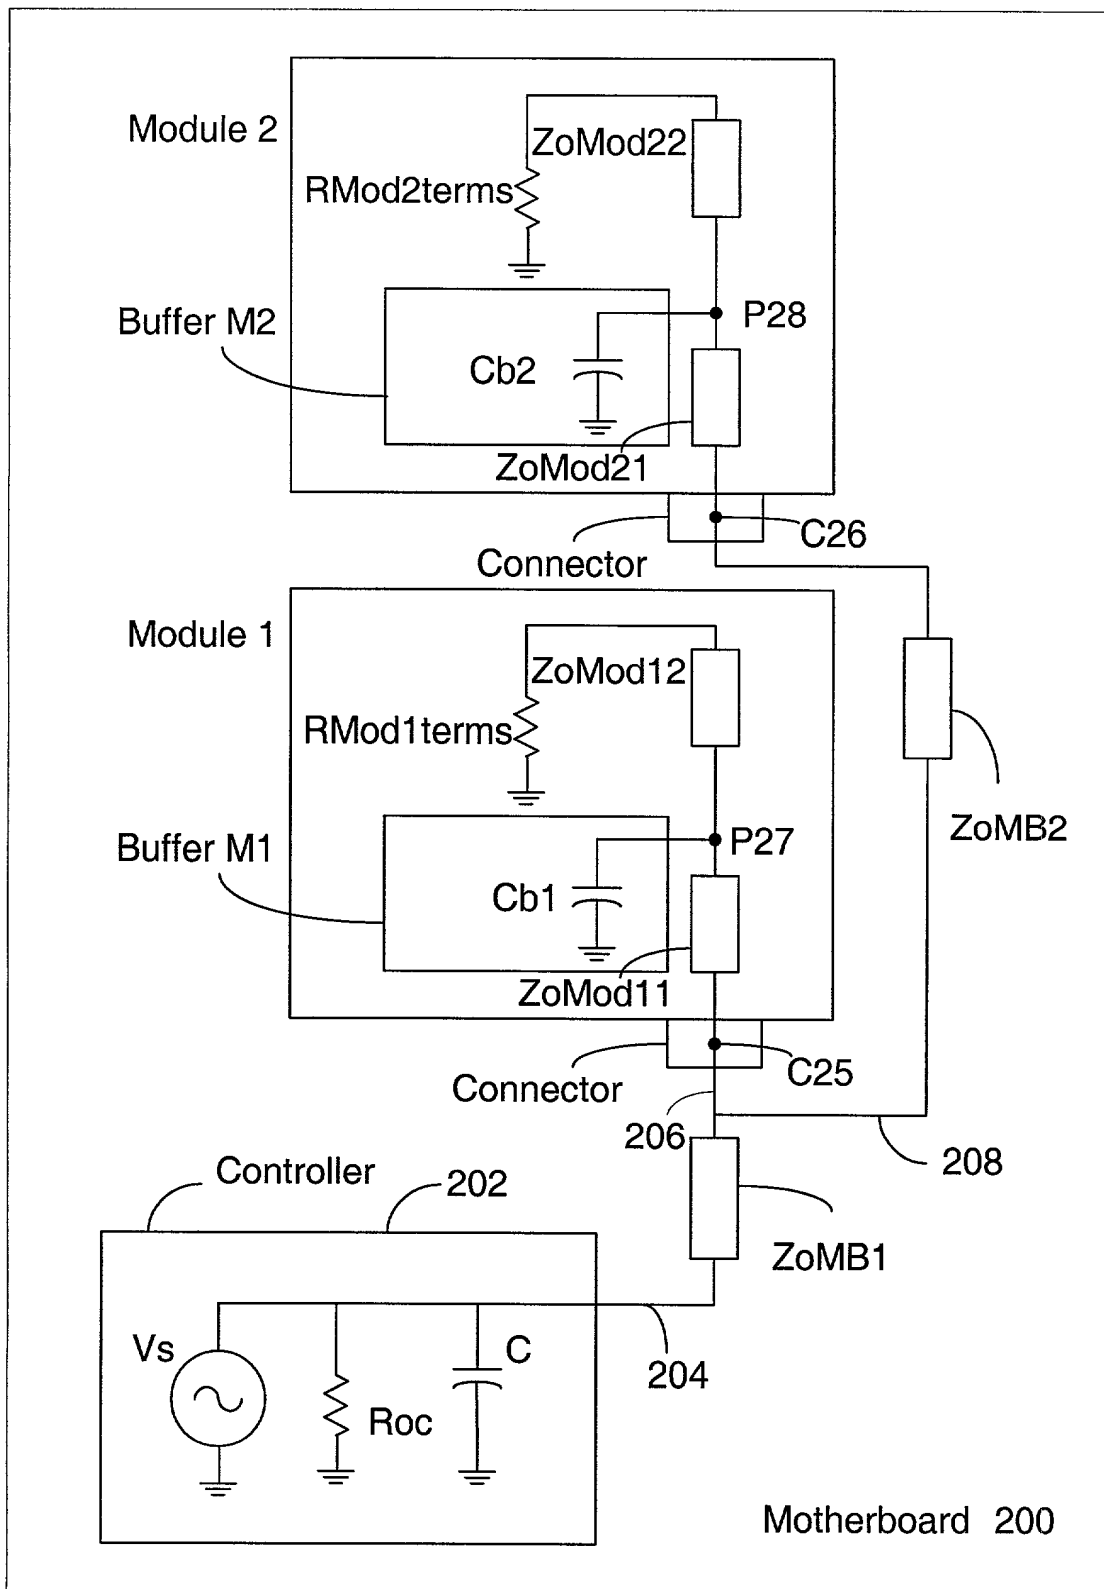 Module 2
ZoMod22
RMod2terms
Buffer M2
P28
Cb2
ZoMod21
C26
Connector
Module 1
ZoMod12
RMod1terms
ZoMB2
Buffer M1
P27
Cb1
ZoMod11
C25
Connector
206
208
Controller
202
ZoMB1
Vs
C
204
Roc
Motherboard 200